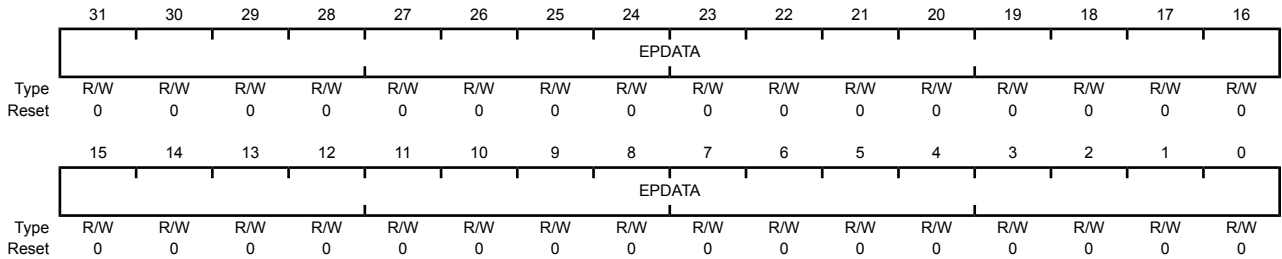 31 30 29 28 27 26 25 24 23 22 21 20 19 18 17 16
EPDATA
Type R/W R/W R/W R/W R/W R/W R/W R/W R/W R/W R/W R/W R/W R/W R/W R/W
Reset 0 0 0 0 0 0 0 0 0 0 0 0 0 0 0 0
15 14 13 12 11 10 9 8 7 6 5 4 3 2 1 0
EPDATA
Type R/W R/W R/W R/W R/W R/W R/W R/W R/W R/W R/W R/W R/W R/W R/W R/W
Reset 0 0 0 0 0 0 0 0 0 0 0 0 0 0 0 0